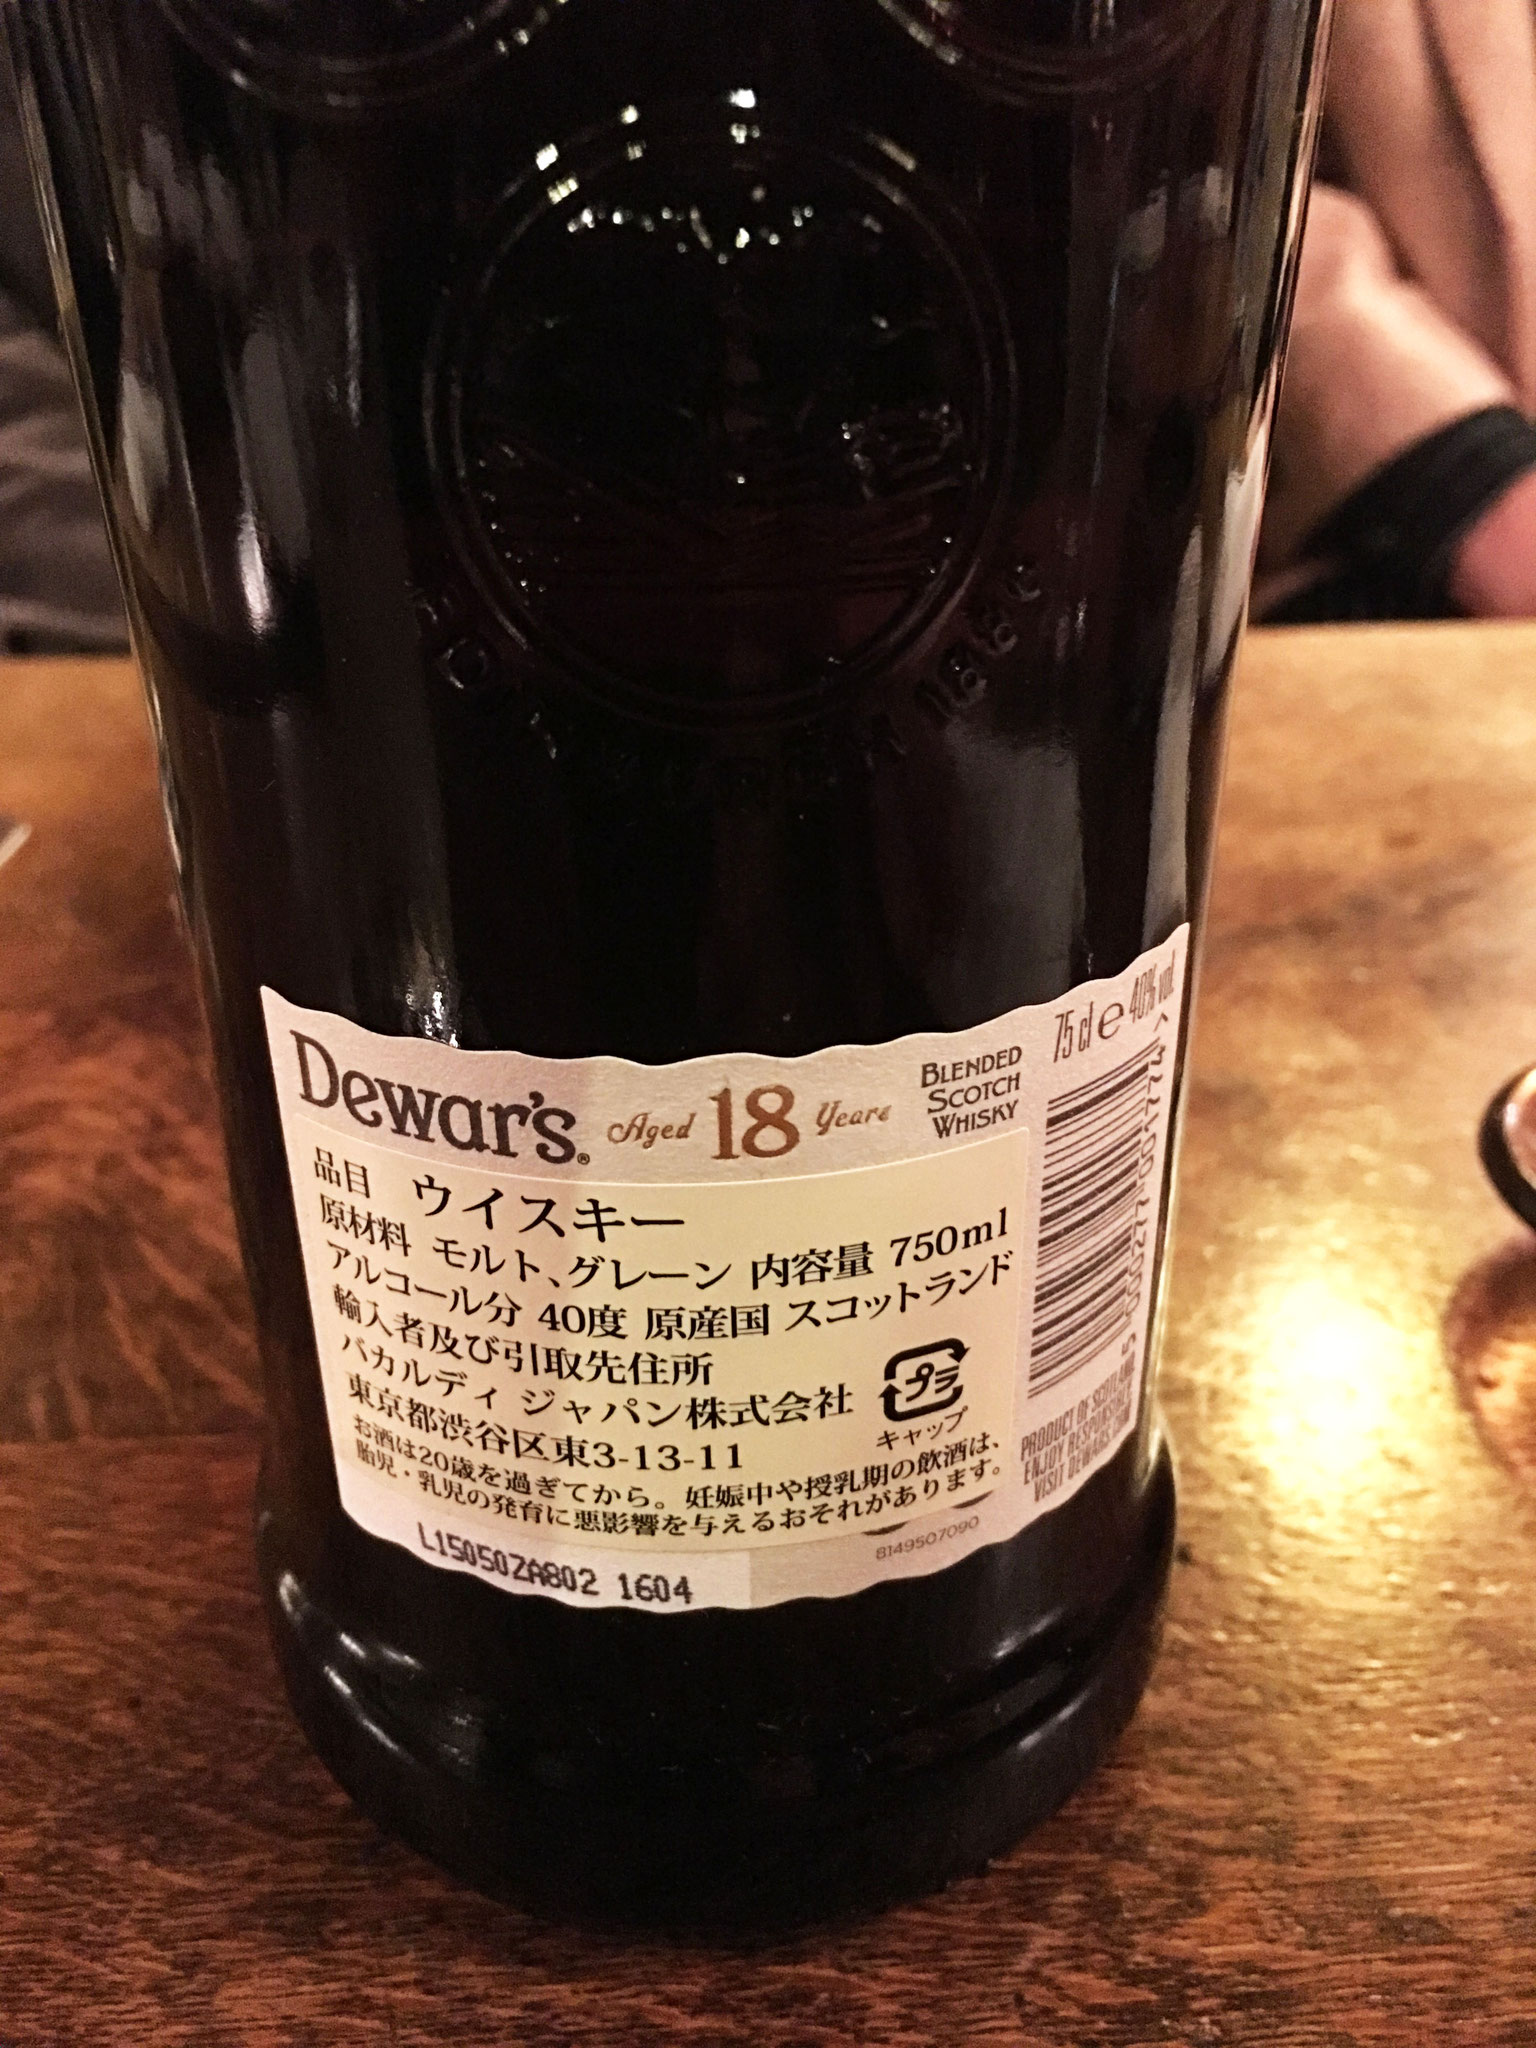 1886
Dewar's® Aged 18 Years
BLENDED
SCOTCH
WHISKY
75 cl e 40% vol.
品目 ウイスキー
原材料 モルト、グレーン 内容量 750ml
アルコール分 40度 原産国 スコットランド
輸入者及び引取先住所
バカルディ ジャパン株式会社
東京都渋谷区東3-13-11
キャップ
プラ
お酒は20歳を過ぎてから。妊娠中や授乳期の飲酒は、
胎児・乳児の発育に悪影響を与えるおそれがあります。
L15050ZA802 1604
8149507090
PRODUCT OF SCOTLAND.
ENJOY RESPONSIBLY.
VISIT DEWARS.COM